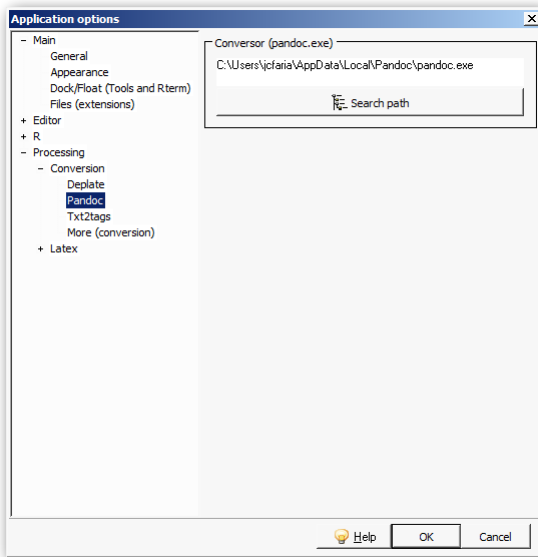 Application options
Main
General
Appearance
Dock/Float (Tools and Rterm)
Files (extensions)
Editor
R
Processing
Conversion
Deplate
Pandoc
Txt2tags
More (conversion)
Latex
Conversor (pandoc.exe)
C:\Users\jcfaria\AppData\Local\Pandoc\pandoc.exe
Search path
Help
OK
Cancel